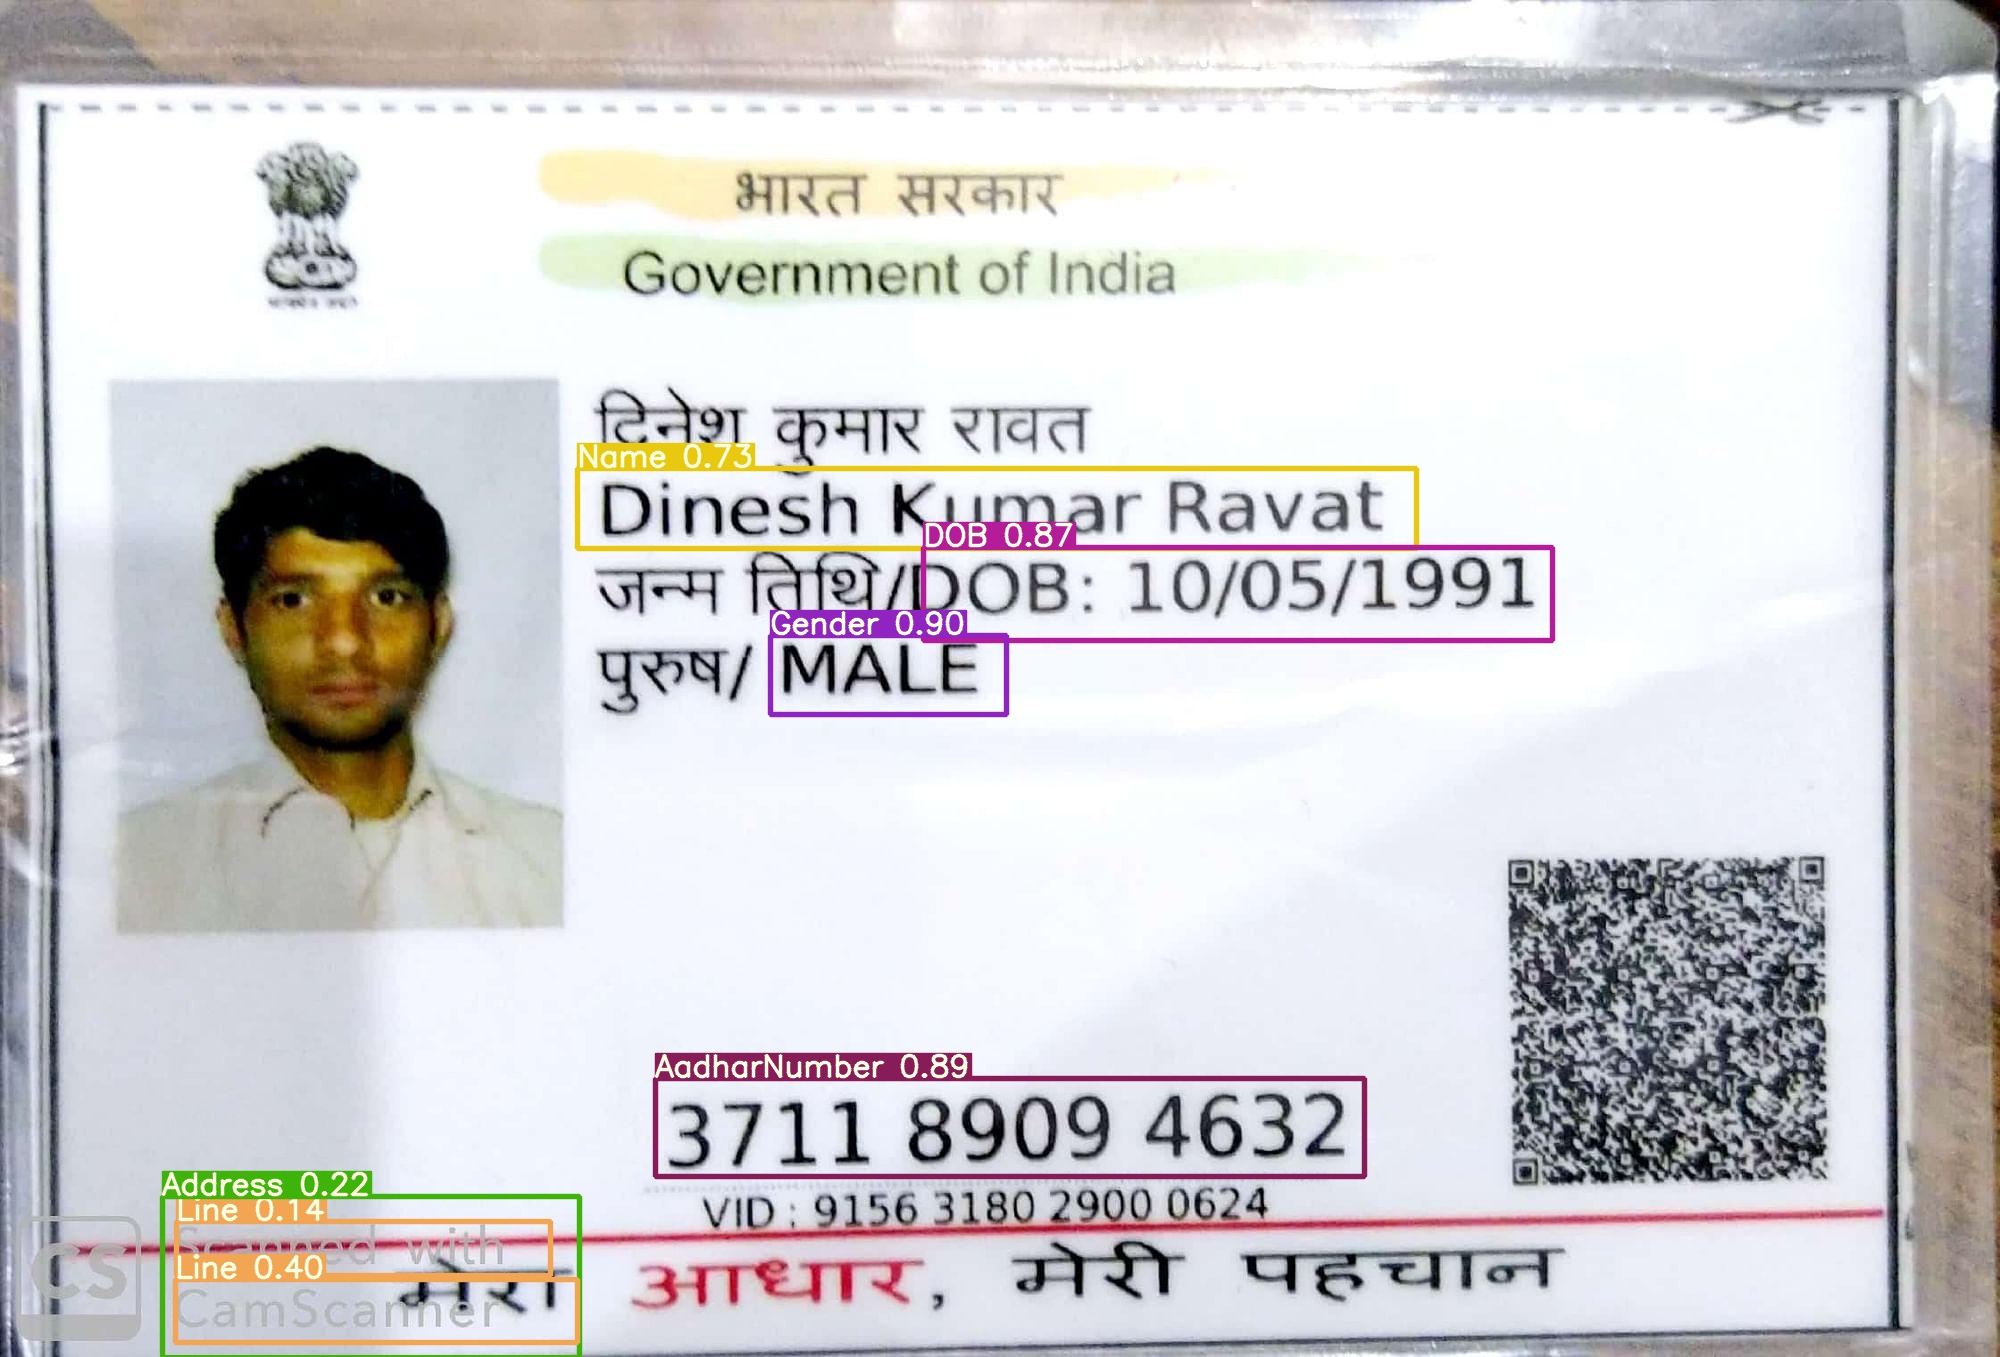 भारत सरकार
Government of India
दिनेश कुमार रावत
Name 0.73
Dinesh Kumar Ravat
DOB 0.87
जन्म तिथि/DOB: 10/05/1991
Gender 0.90
पुरुष/ MALE
AadharNumber 0.89
3711 8909 4632
Address 0.22
VID : 9156 3180 2900 0624
Line 0.14
Scanned with
Line 0.40
CS
CamScanner
मेरा आधार, मेरी पहचान